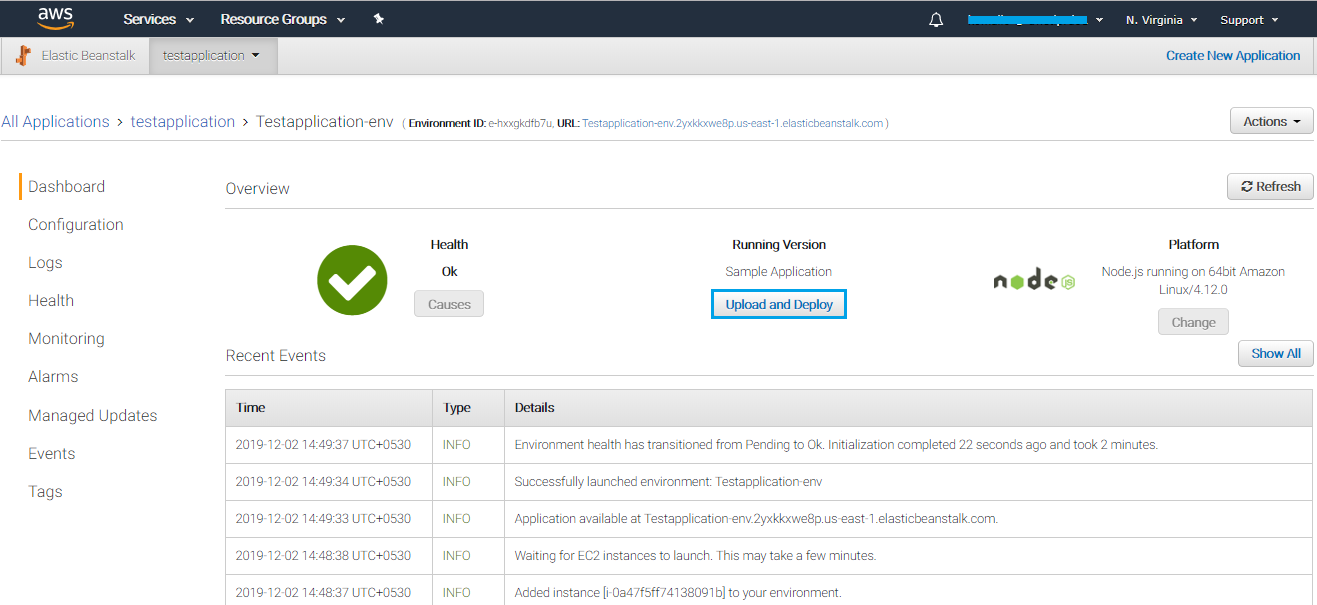 aws Services Resource Groups N. Virginia Support
Elastic Beanstalk testapplication Create New Application
All Applications > testapplication > Testapplication-env ( Environment ID: e-hxxgkdfb7u, URL: Testapplication-env.2yxkkxwe8p.us-east-1.elasticbeanstalk.com ) Actions
Dashboard
Configuration
Logs
Health
Monitoring
Alarms
Managed Updates
Events
Tags
Overview Refresh
Health
Ok
Causes
Running Version
Sample Application
Upload and Deploy
node JS
Platform
Node.js running on 64bit Amazon
Linux/4.12.0
Change
Recent Events Show All
Time Type Details
2019-12-02 14:49:37 UTC+0530 INFO Environment health has transitioned from Pending to Ok. Initialization completed 22 seconds ago and took 2 minutes.
2019-12-02 14:49:34 UTC+0530 INFO Successfully launched environment: Testapplication-env
2019-12-02 14:49:33 UTC+0530 INFO Application available at Testapplication-env.2yxkkxwe8p.us-east-1.elasticbeanstalk.com.
2019-12-02 14:48:38 UTC+0530 INFO Waiting for EC2 instances to launch. This may take a few minutes.
2019-12-02 14:48:37 UTC+0530 INFO Added instance [i-0a47f5ff74138091b] to your environment.